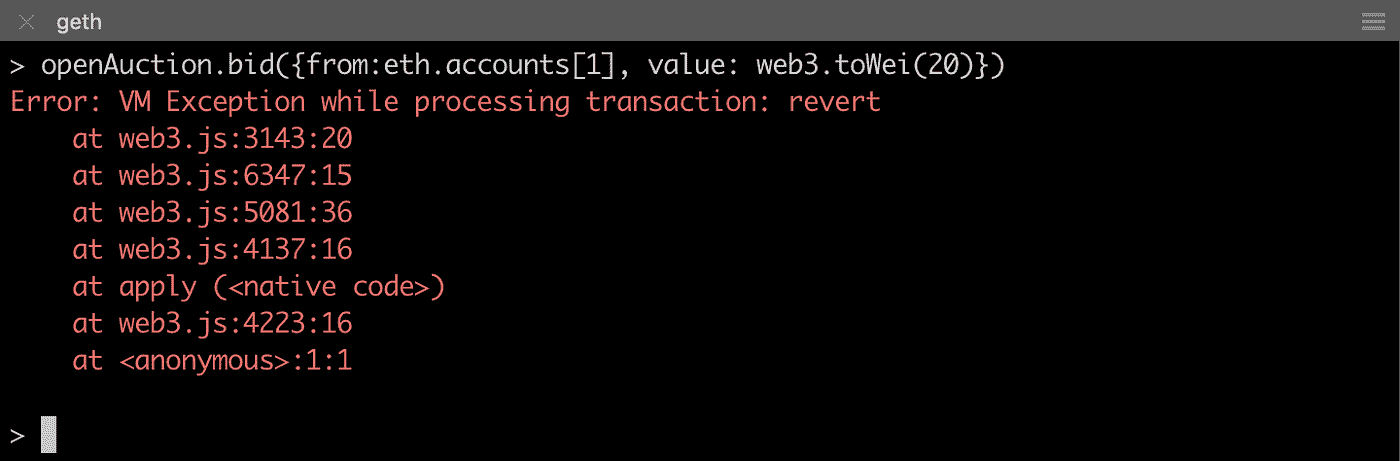 geth
> openAuction.bid({from:eth.accounts[1], value: web3.toWei(20)})
Error: VM Exception while processing transaction: revert
    at web3.js:3143:20
    at web3.js:6347:15
    at web3.js:5081:36
    at web3.js:4137:16
    at apply (<native code>)
    at web3.js:4223:16
    at <anonymous>:1:1
>